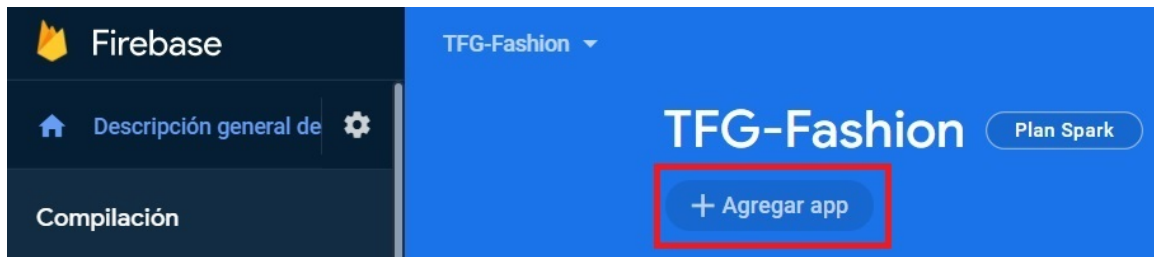 Firebase
TFG-Fashion
Descripción general de
TFG-Fashion
Plan Spark
+ Agregar app
Compilación